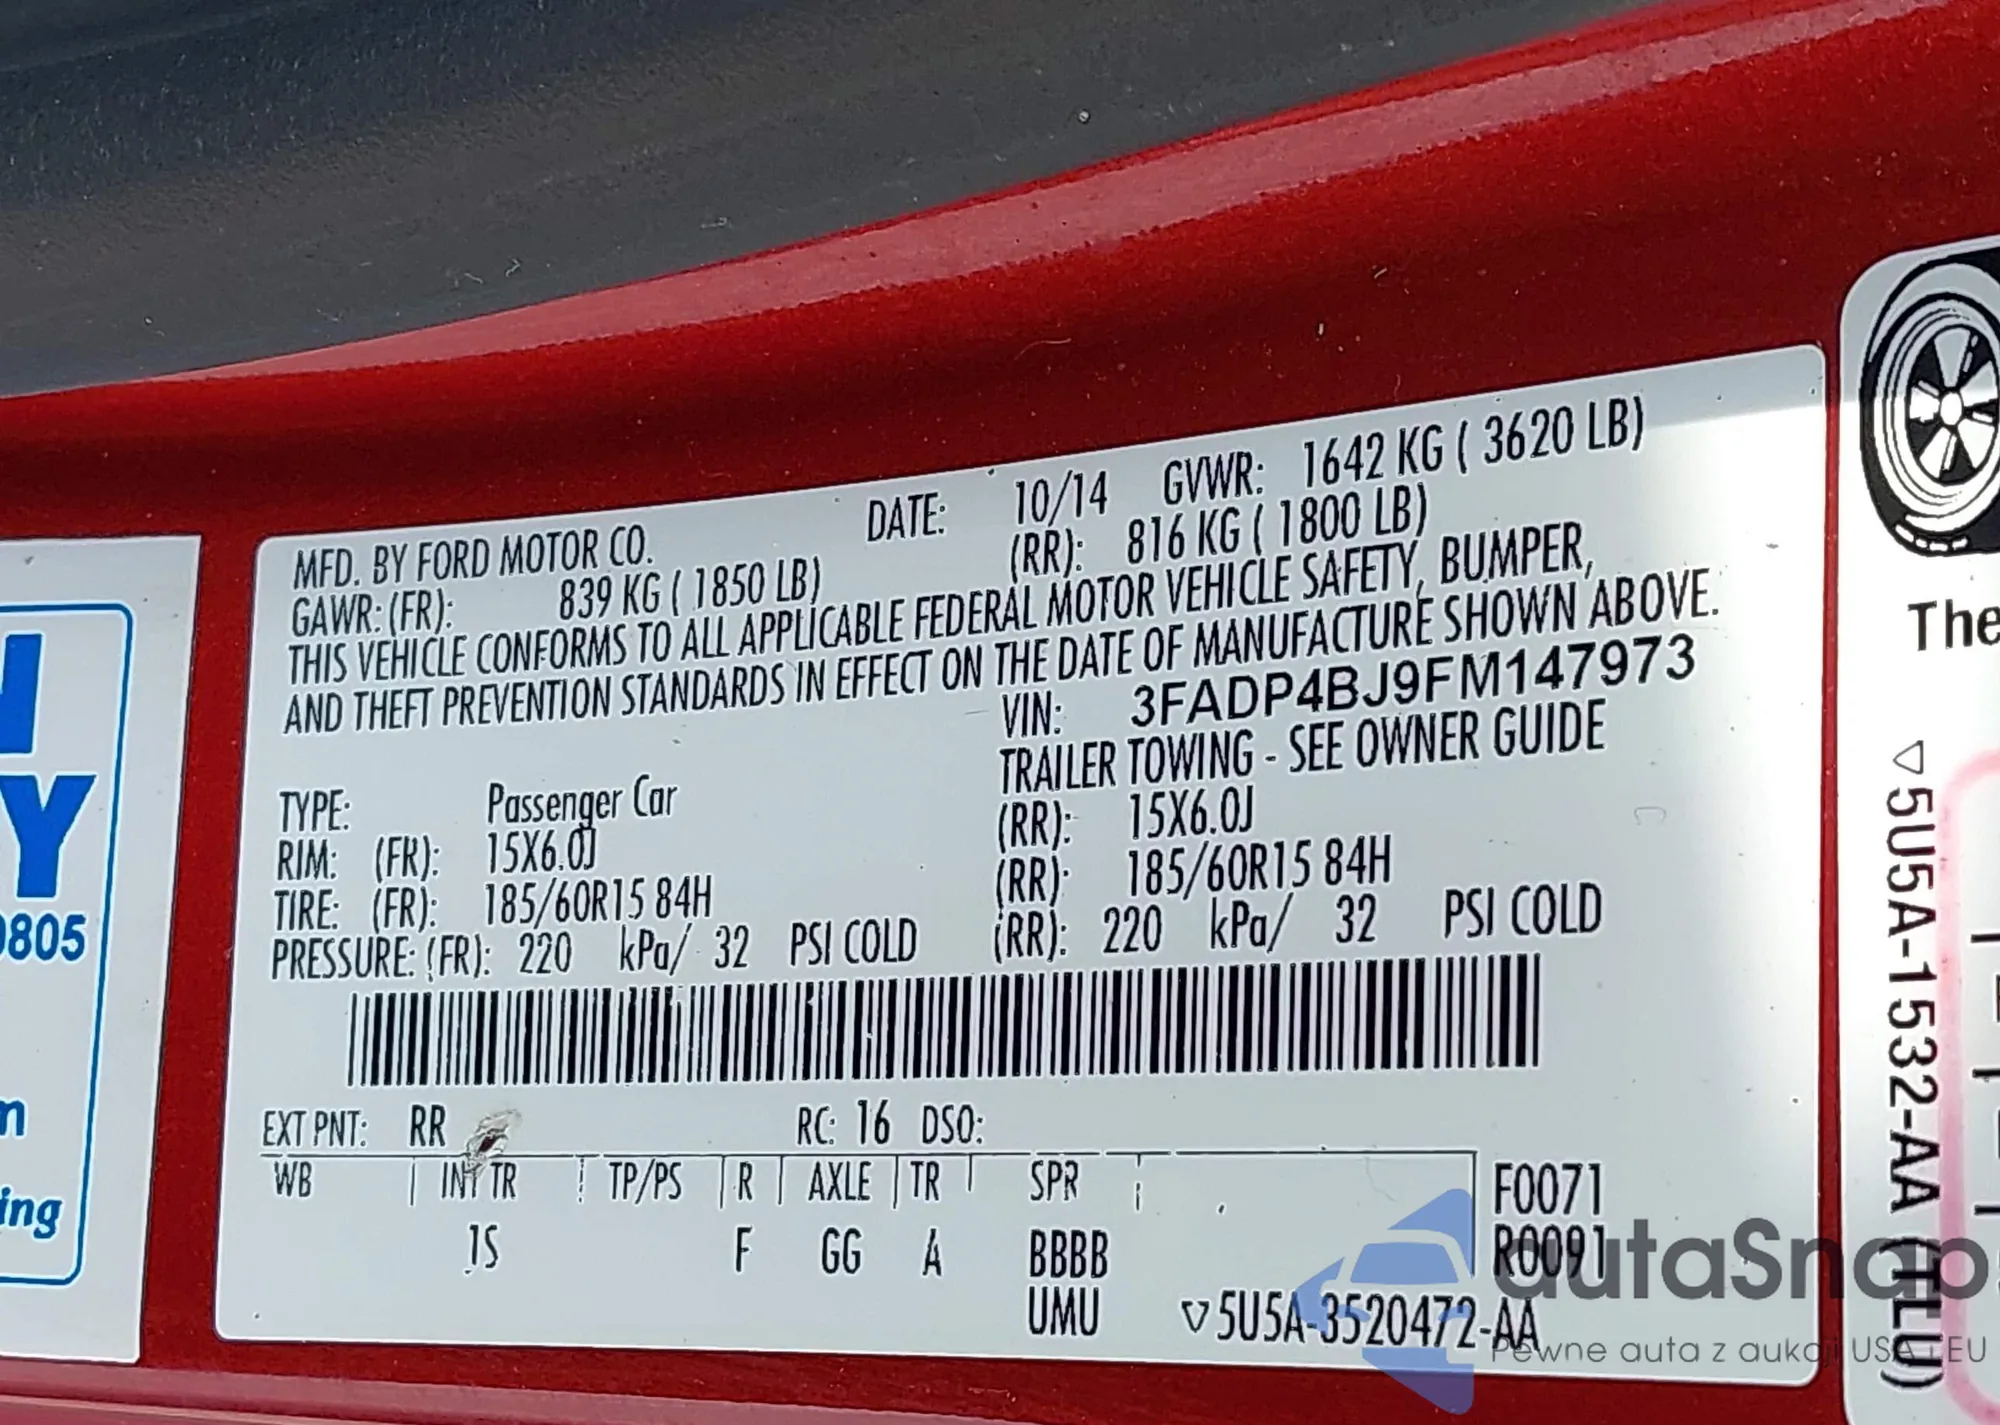 MFD. BY FORD MOTOR CO. DATE: 10/14 GVWR: 1642 KG ( 3620 LB)
GAWR: (FR): 839 KG ( 1850 LB) (RR): 816 KG ( 1800 LB)
THIS VEHICLE CONFORMS TO ALL APPLICABLE FEDERAL MOTOR VEHICLE SAFETY, BUMPER,
AND THEFT PREVENTION STANDARDS IN EFFECT ON THE DATE OF MANUFACTURE SHOWN ABOVE.
VIN: 3FADP4BJ9FM147973
TRAILER TOWING - SEE OWNER GUIDE
TYPE: Passenger Car
RIM: (FR): 15X6.0J (RR): 15X6.0J
TIRE: (FR): 185/60R15 84H (RR): 185/60R15 84H
PRESSURE: (FR): 220 kPa/ 32 PSI COLD (RR): 220 kPa/ 32 PSI COLD
EXT PNT: RR RC: 16 DSO:
WB INT TR TP/PS R AXLE TR SPR F0071
JS F GG A BBBB R0091
UMU ▽5U5A-3520472-AA
0805
ing
The
▽5U5A-1532-AA (TEU)
autaSnap
Pewne auta z aukcji USA i EU